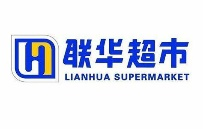 联华超市
LIANHUA SUPERMARKET